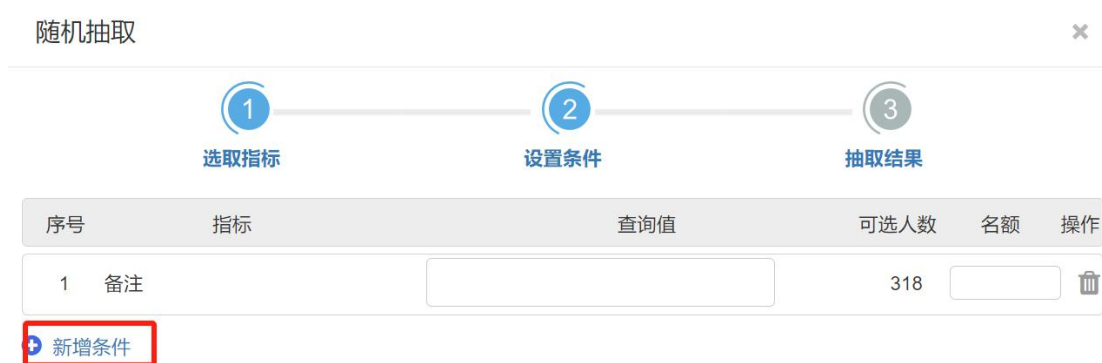 随机抽取 ×
1 2 3
选取指标 设置条件 抽取结果
序号 指标 查询值 可选人数 名额 操作
1 备注 318
新增条件